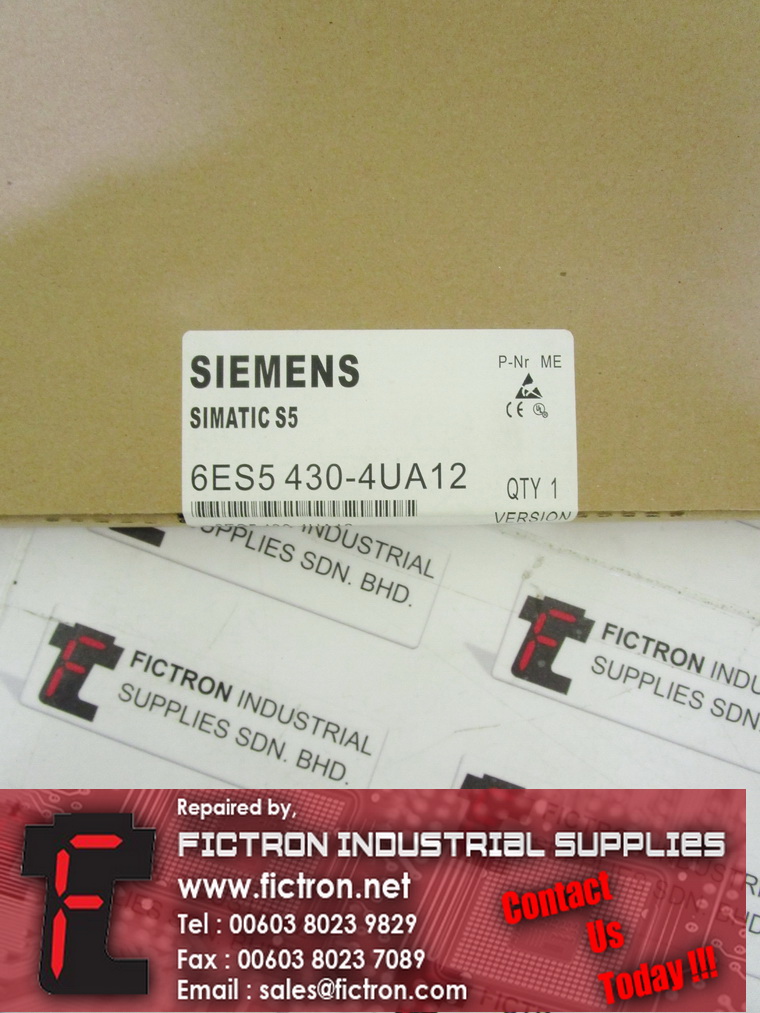 SIEMENS
SIMATIC S5
P-Nr ME
CE
6ES5 430-4UA12
QTY 1
VERSION
INDUSTRIAL
SUPPLIES SDN. BHD.
FICTRON INDUSTRIAL
SUPPLIES SDN. BHD.
FICTRON INDU
SUPPLIES SDN.
Repaired by,
FICTRON INDUSTRIAL SUPPLIES
www.fictron.net
Tel : 00603 8023 9829
Fax : 00603 8023 7089
Email : sales@fictron.com
Contact
Us
Today !!!